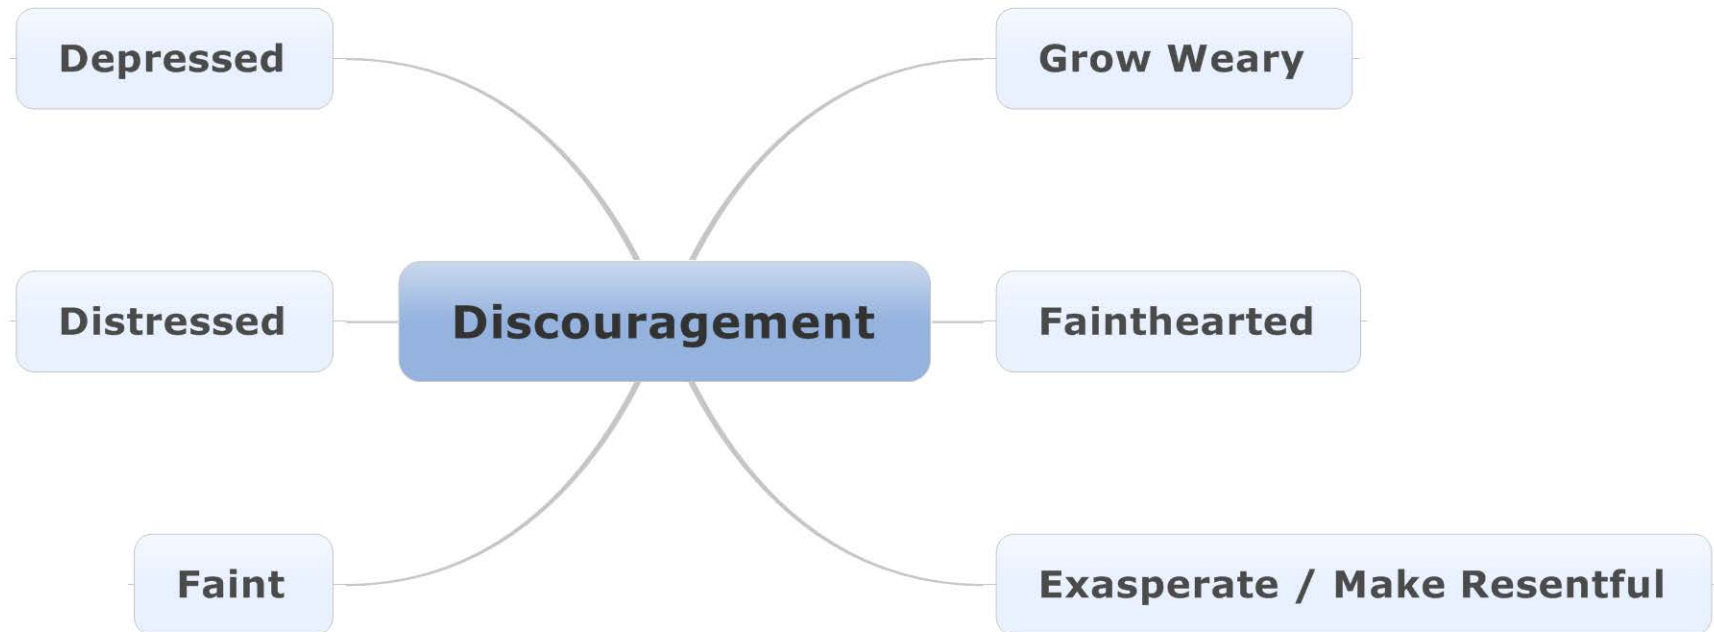 Depressed
Grow Weary
Distressed
Discouragement
Fainthearted
Faint
Exasperate / Make Resentful